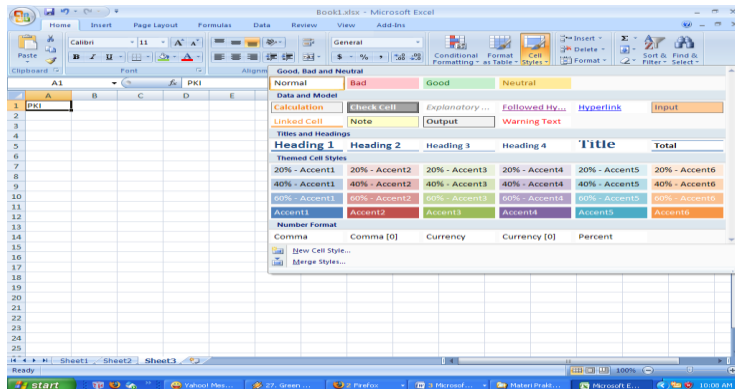 Book1.xlsx - Microsoft Excel
Home Insert Page Layout Formulas Data Review View Add-Ins
Paste
Clipboard
Calibri 11
B I U
Font
Alignm
General
$ % ,
Conditional Formatting as Table Cell Styles
Format
Insert
Delete
Format
Sort & Filter
Find & Select
A1 fx PKI
Good, Bad and Neutral
Normal Bad Good Neutral
Data and Model
Calculation Check Cell Explanatory ... Followed Hy... Hyperlink Input
Linked Cell Note Output Warning Text
Titles and Headings
Heading 1 Heading 2 Heading 3 Heading 4 Title Total
Themed Cell Styles
20% - Accent1 20% - Accent2 20% - Accent3 20% - Accent4 20% - Accent5 20% - Accent6
40% - Accent1 40% - Accent2 40% - Accent3 40% - Accent4 40% - Accent5 40% - Accent6
60% - Accent1 60% - Accent2 60% - Accent3 60% - Accent4 60% - Accent5 60% - Accent6
Accent1 Accent2 Accent3 Accent4 Accent5 Accent6
Number Format
Comma Comma [0] Currency Currency [0] Percent
New Cell Style...
Merge Styles...
A B C D E
1 PKI
2
3
4
5
6
7
8
9
10
11
12
13
14
15
16
17
18
19
20
21
22
23
24
25
Sheet1 Sheet2 Sheet3
Ready 100%
start Yahoo! Mes... 27. Green ... 2 Firefox 3 Microsof... Materi Prakt... Microsoft E... 10:08 AM